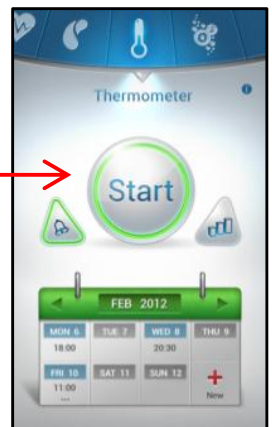 Thermometer
Start
FEB 2012
MON 6 TUE 7 WED 8 THU 9
18:00 20:30
FRI 10 SAT 11 SUN 12
11:00 New
...